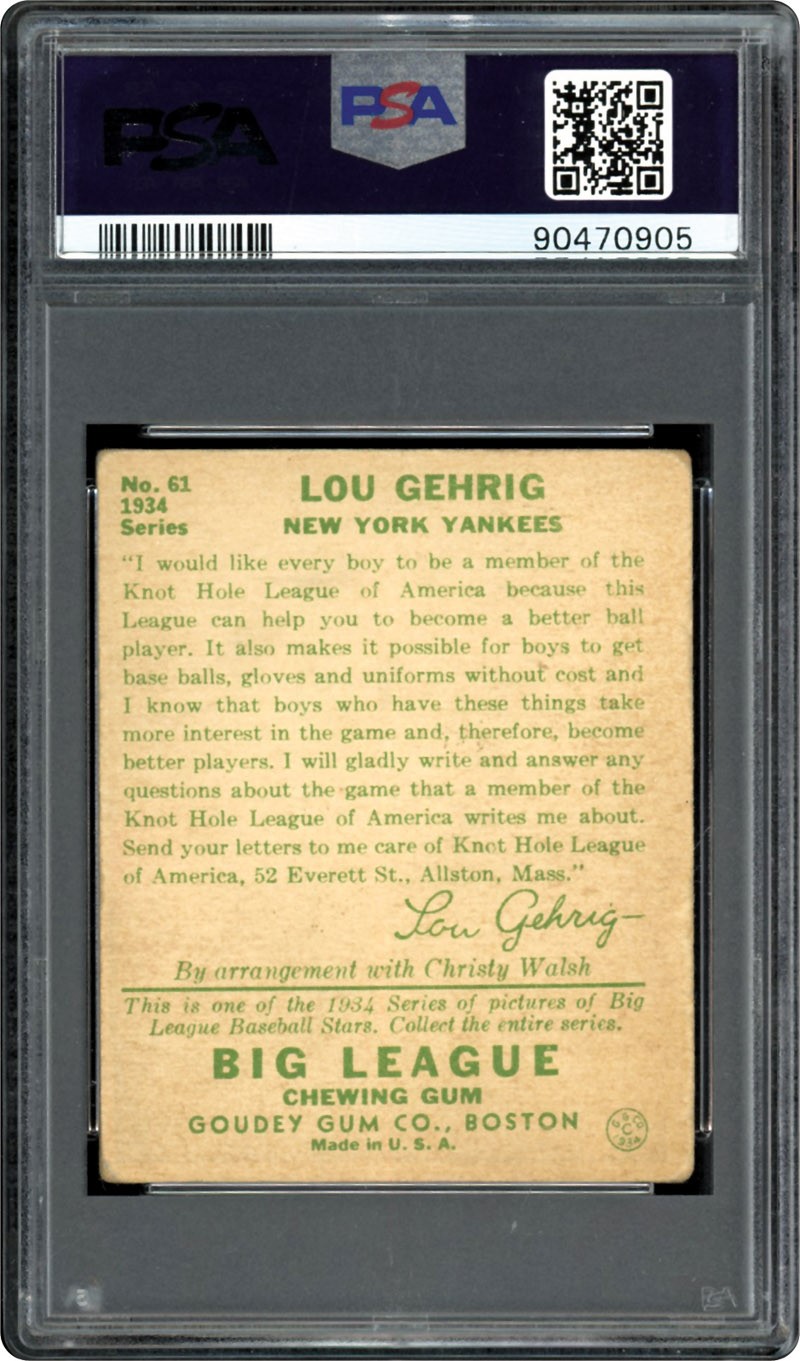 PSA
PSA
90470905
No. 61
1934
Series
LOU GEHRIG
NEW YORK YANKEES
"I would like every boy to be a member of the
Knot Hole League of America because this
League can help you to become a better ball
player. It also makes it possible for boys to get
base balls, gloves and uniforms without cost and
I know that boys who have these things take
more interest in the game and, therefore, become
better players. I will gladly write and answer any
questions about the game that a member of the
Knot Hole League of America writes me about.
Send your letters to me care of Knot Hole League
of America, 52 Everett St., Allston, Mass."
Lou Gehrig
By arrangement with Christy Walsh
This is one of the 1934 Series of pictures of Big
League Baseball Stars. Collect the entire series.
BIG LEAGUE
CHEWING GUM
GOUDEY GUM CO., BOSTON
Made in U. S. A.
G. G. CO.
C
1934
PSA